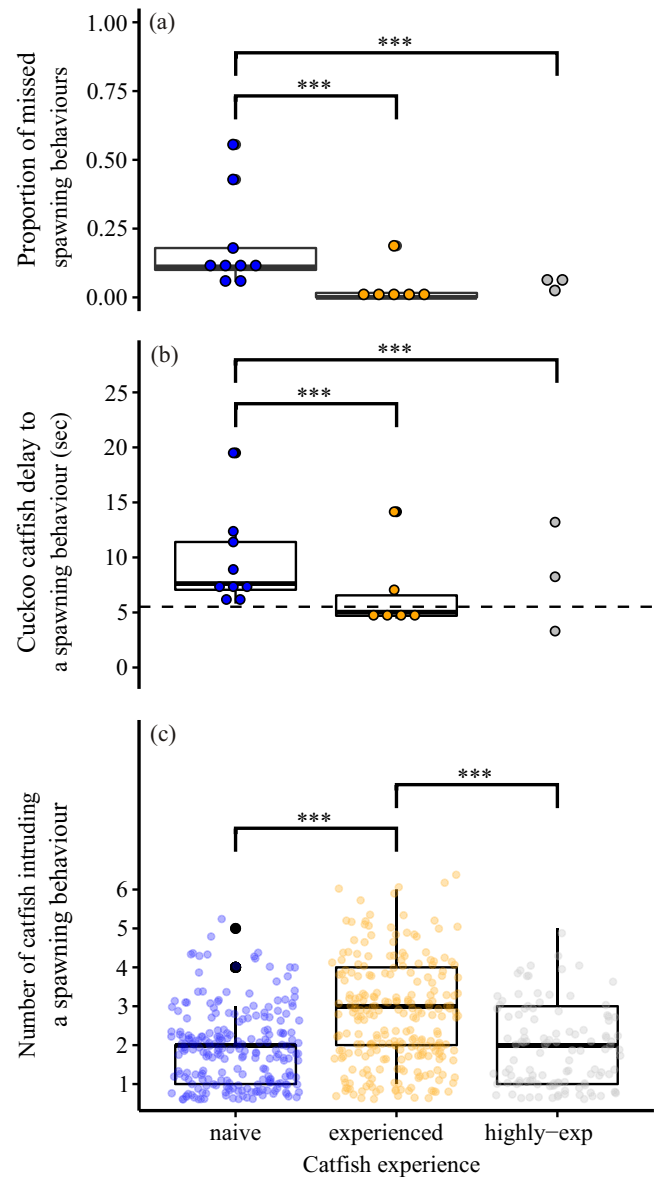 (a)
Proportion of missed
spawning behaviours
1.00
0.75
0.50
0.25
0.00
***
***
(b)
Cuckoo catfish delay to
a spawning behaviour (sec)
25
20
15
10
5
0
***
***
(c)
Number of catfish intruding
a spawning behaviour
6
5
4
3
2
1
***
***
naive experienced highly−exp
Catfish experience